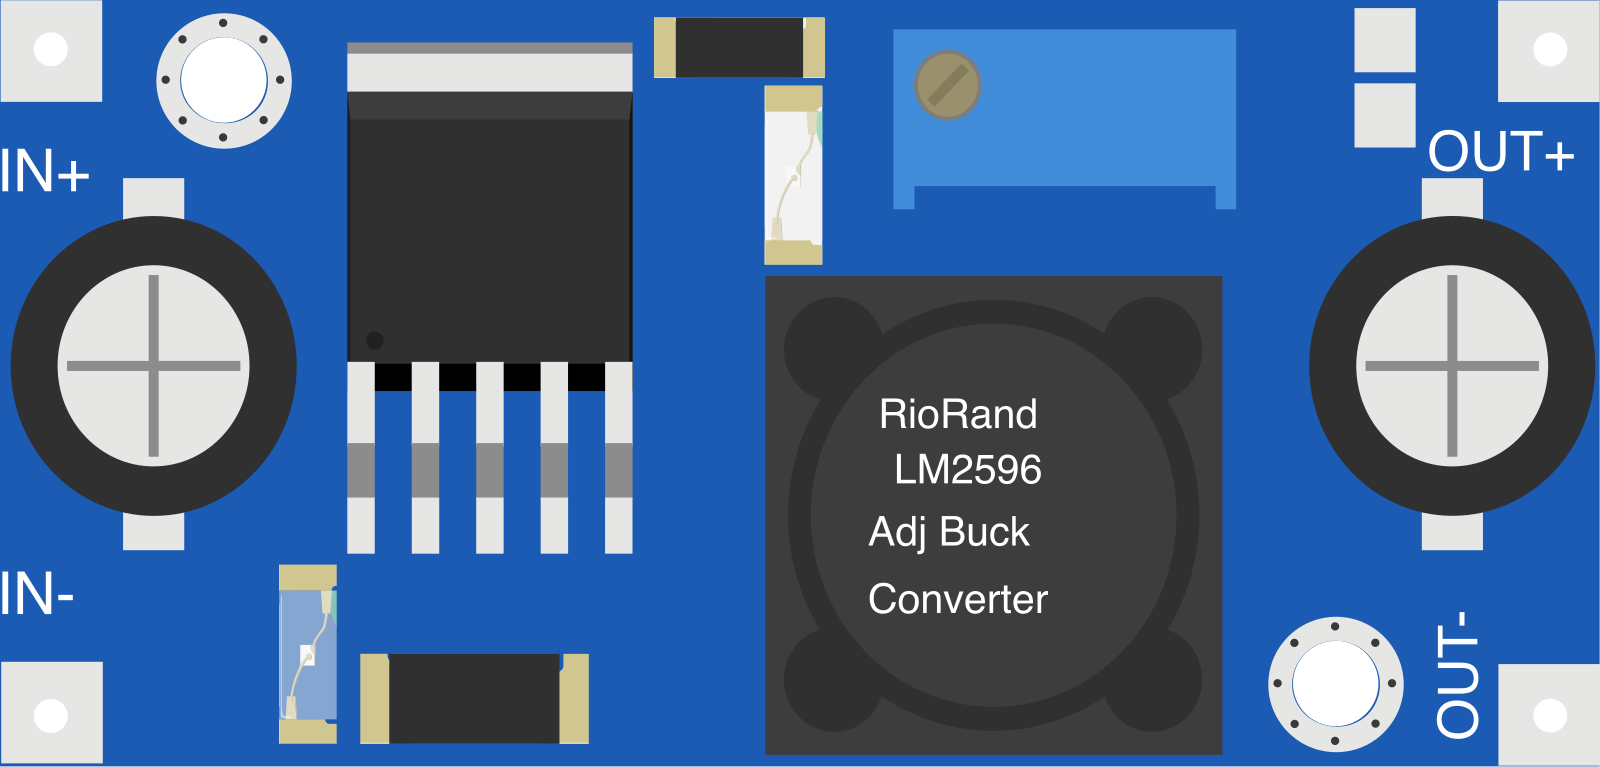 IN+
OUT+
RioRand
LM2596
Adj Buck
Converter
IN-
OUT-